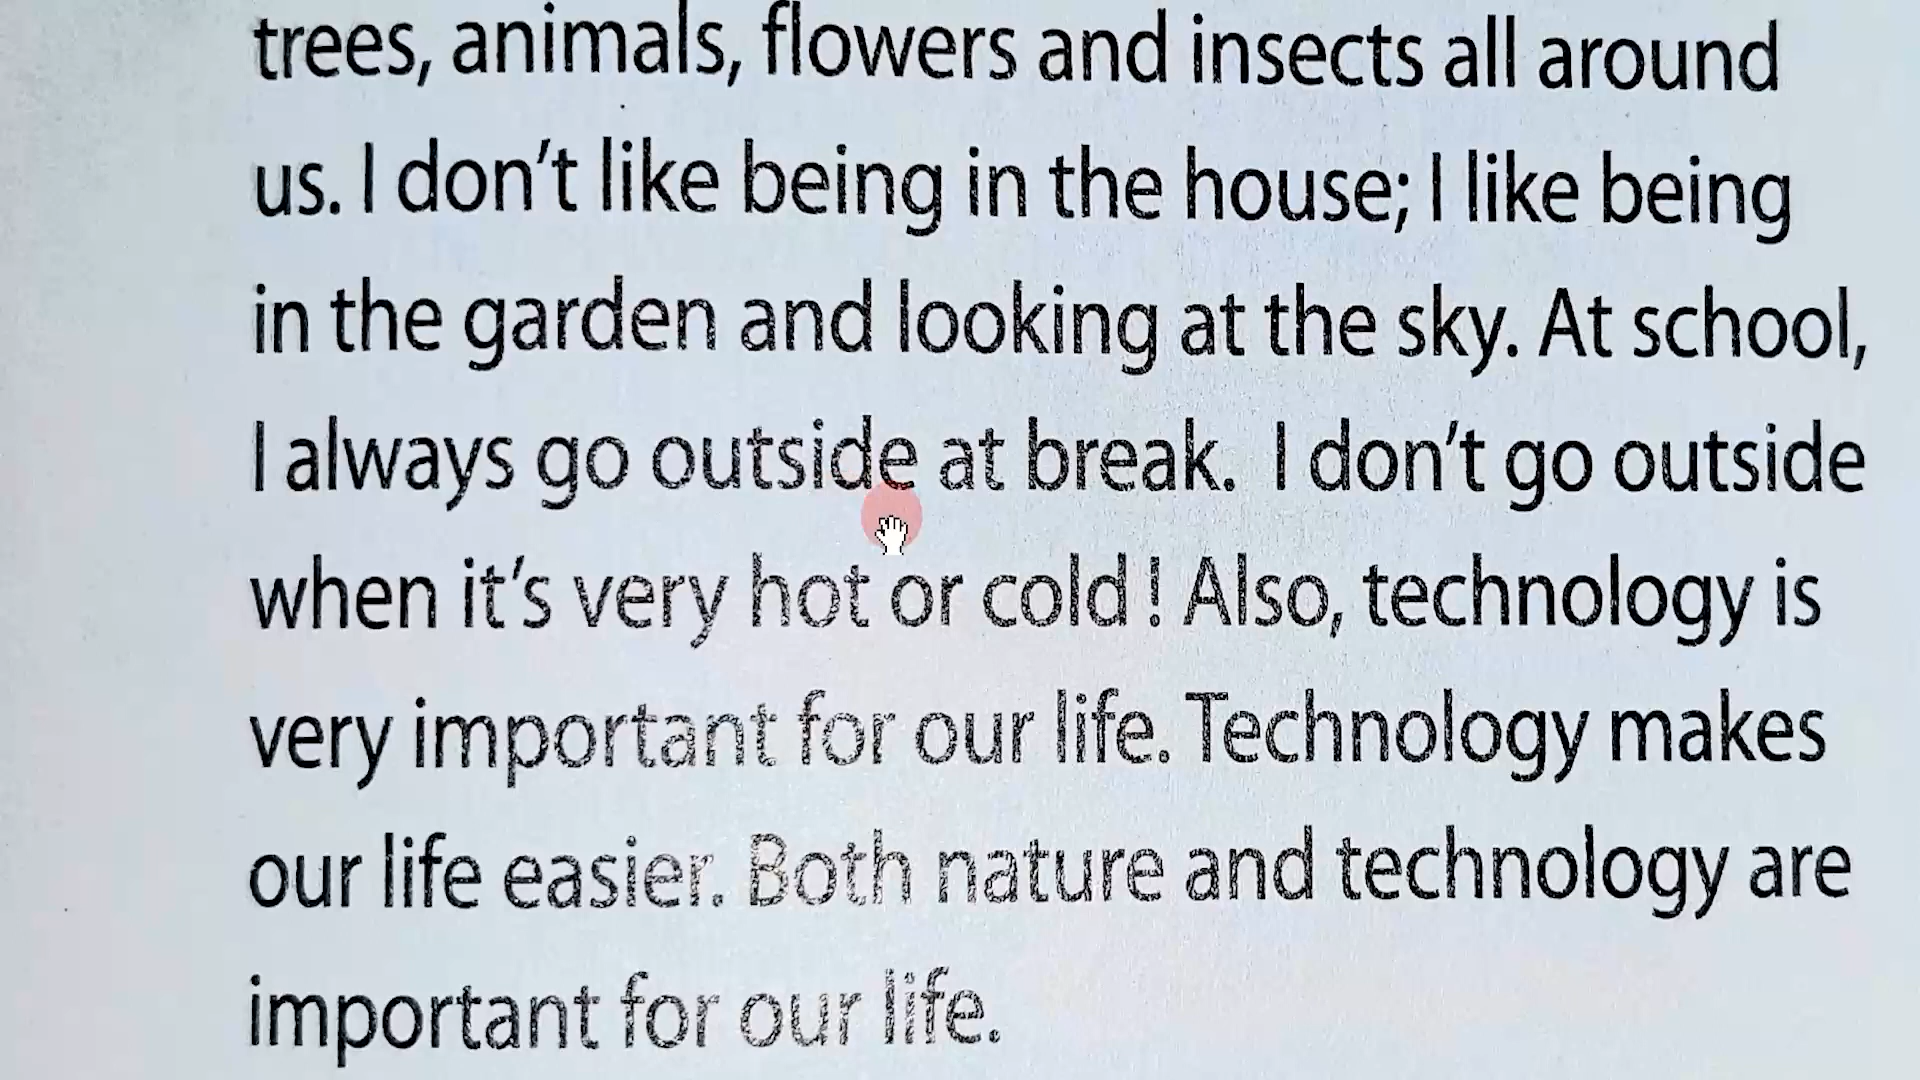 trees, animals, flowers and insects all around
us. I don't like being in the house; I like being
in the garden and looking at the sky. At school,
I always go outside at break. I don't go outside
when it's very hot or cold ! Also, technology is
very important for our life. Technology makes
our life easier. Both nature and technology are
important for our life.